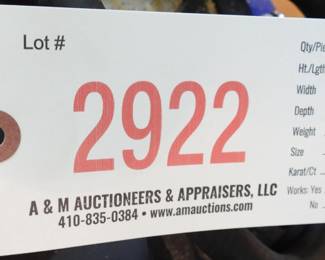 Lot #
2922
A & M AUCTIONEERS & APPRAISERS, LLC
410-835-0384 • www.amauctions.com
Qty/Pie
Ht./Lgth
Width
Depth
Weight
Size
Karat/Ct
Works: Yes
No